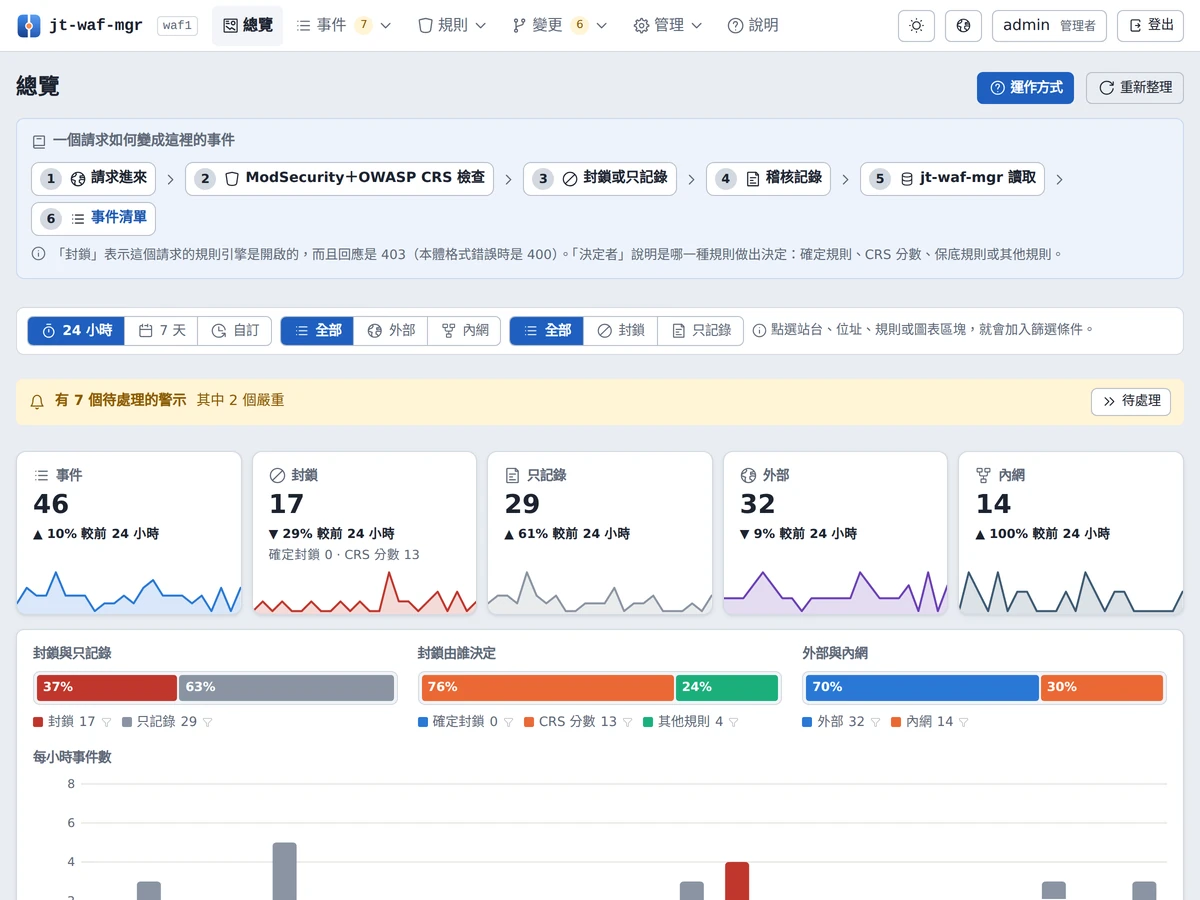 jt-waf-mgr waf1 總覽 事件 7 規則 變更 6 管理 說明 admin 管理者 登出
總覽 運作方式 重新整理
一個請求如何變成這裡的事件
1 請求進來 2 ModSecurity＋OWASP CRS 檢查 3 封鎖或只記錄 4 稽核記錄 5 jt-waf-mgr 讀取
6 事件清單
「封鎖」表示這個請求的規則引擎是開啟的，而且回應是 403（本體格式錯誤時是 400）。「決定者」說明是哪一種規則做出決定：確定規則、CRS 分數、保底規則或其他規則。
24 小時 7 天 自訂 全部 外部 內網 全部 封鎖 只記錄 點選站台、位址、規則或圖表區塊，就會加入篩選條件。
有 7 個待處理的警示 其中 2 個嚴重 待處理
事件 封鎖 只記錄 外部 內網
46 17 29 32 14
▲ 10% 較前 24 小時 ▼ 29% 較前 24 小時 ▲ 61% 較前 24 小時 ▼ 9% 較前 24 小時 ▲ 100% 較前 24 小時
確定封鎖 0 · CRS 分數 13
封鎖與只記錄 封鎖由誰決定 外部與內網
37% 63% 76% 24% 70% 30%
封鎖 17 只記錄 29 確定封鎖 0 CRS 分數 13 其他規則 4 外部 32 內網 14
每小時事件數
8
6
4
2